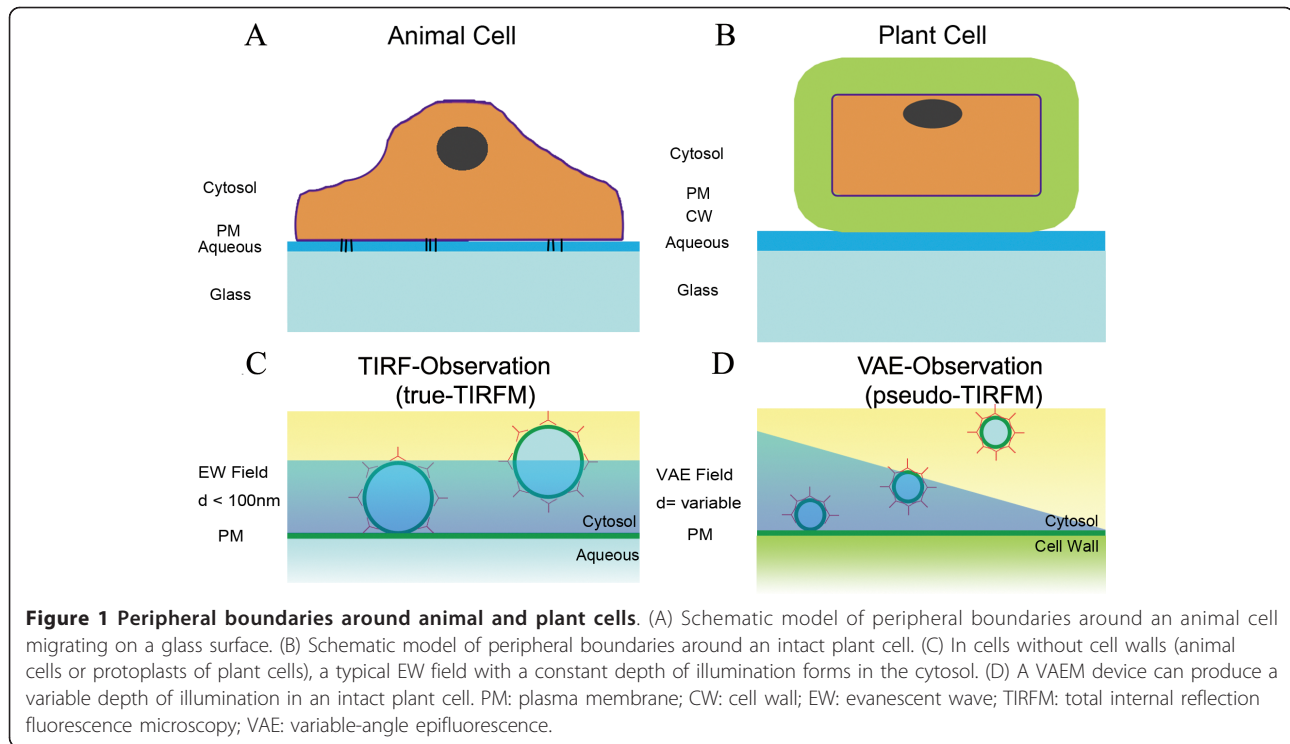 A
Animal Cell
Cytosol
PM
Aqueous
Glass
B
Plant Cell
Cytosol
PM
CW
Aqueous
Glass
C
TIRF-Observation
(true-TIRFM)
EW Field
d < 100nm
PM
Cytosol
Aqueous
D
VAE-Observation
(pseudo-TIRFM)
VAE Field
d= variable
PM
Cytosol
Cell Wall
Figure 1 Peripheral boundaries around animal and plant cells. (A) Schematic model of peripheral boundaries around an animal cell
migrating on a glass surface. (B) Schematic model of peripheral boundaries around an intact plant cell. (C) In cells without cell walls (animal
cells or protoplasts of plant cells), a typical EW field with a constant depth of illumination forms in the cytosol. (D) A VAEM device can produce a
variable depth of illumination in an intact plant cell. PM: plasma membrane; CW: cell wall; EW: evanescent wave; TIRFM: total internal reflection
fluorescence microscopy; VAE: variable-angle epifluorescence.